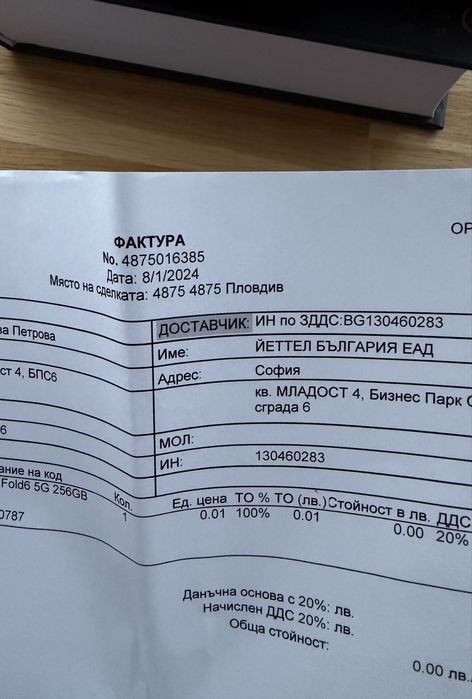 ОР
ФАКТУРА
No. 4875016385
Дата: 8/1/2024
Място на сделката: 4875 4875 Пловдив
ва Петрова
ДОСТАВЧИК: ИН по ЗДДС:BG130460283
Име: ЙЕТТЕЛ БЪЛГАРИЯ ЕАД
ст 4, БПС6
Адрес: София
кв. МЛАДОСТ 4, Бизнес Парк С
сграда 6
6
МОЛ:
ИН: 130460283
ание на код Кол. Ед. цена ТО % ТО (лв.) Стойност в лв. ДДС
Fold6 5G 256GB 1 0.01 100% 0.01 0.00 20%
0787
Данъчна основа с 20%: лв.
Начислен ДДС 20%: лв.
Обща стойност:
0.00 лв.